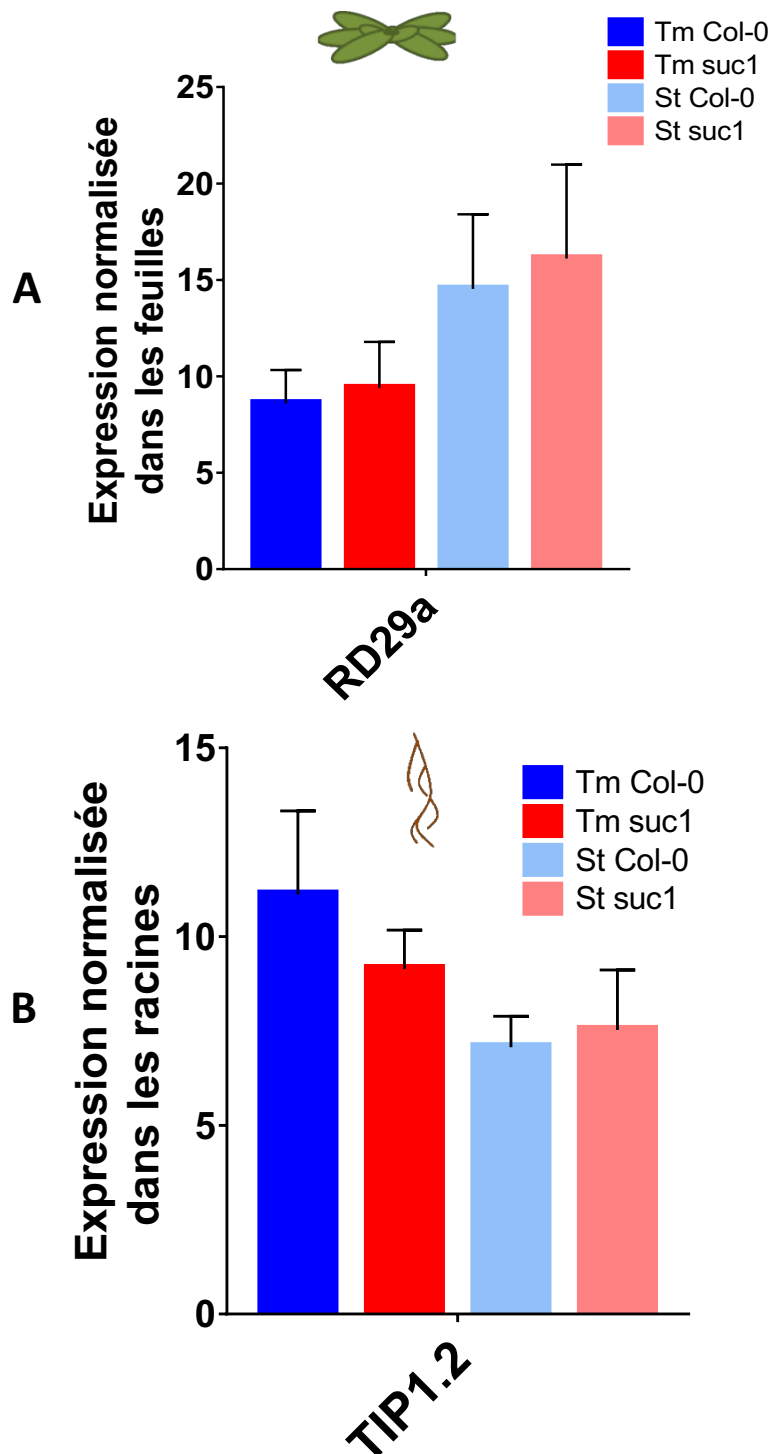 Tm Col-0
Tm suc1
St Col-0
St suc1
A
Expression normalisée
dans les feuilles
25
20
15
10
5
0
RD29a
B
Expression normalisée
dans les racines
15
10
5
0
Tm Col-0
Tm suc1
St Col-0
St suc1
TIP1.2